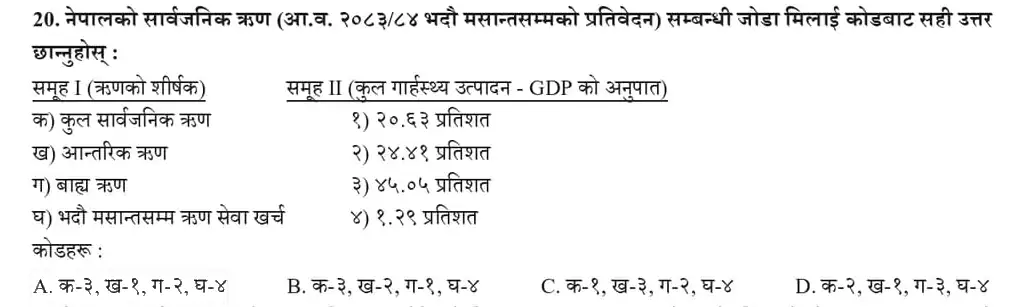 20. नेपालको सार्वजनिक ऋण (आ.व. २०८३/८४ भदौ मसान्तसम्मको प्रतिवेदन) सम्बन्धी जोडा मिलाई कोडबाट सही उत्तर
छान्नुहोस् :
समूह I (ऋणको शीर्षक) समूह II (कुल गार्हस्थ्य उत्पादन - GDP को अनुपात)
क) कुल सार्वजनिक ऋण १) २०.६३ प्रतिशत
ख) आन्तरिक ऋण २) २४.४१ प्रतिशत
ग) बाह्य ऋण ३) ४५.०५ प्रतिशत
घ) भदौ मसान्तसम्म ऋण सेवा खर्च ४) १.२९ प्रतिशत
कोडहरू :
A. क-३, ख-१, ग-२, घ-४ B. क-३, ख-२, ग-१, घ-४ C. क-१, ख-३, ग-२, घ-४ D. क-२, ख-१, ग-३, घ-४